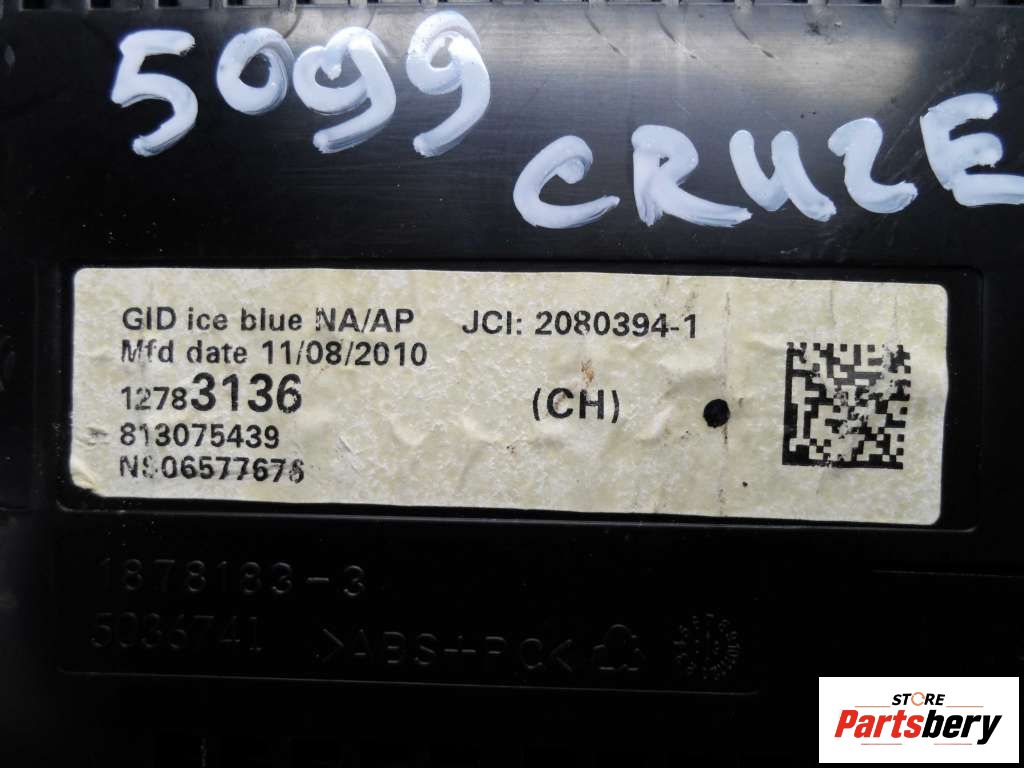 5099
CRUZE
GID ice blue NA/AP JCI: 2080394-1
Mfd date 11/08/2010
12783136 (CH)
813075439
NS06577676
1878183-3
5086741 >ABS+PC<
STORE
Partsbery